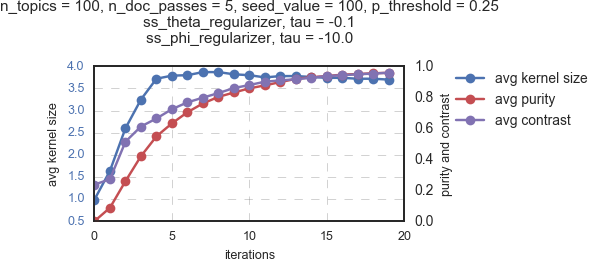 n_topics = 100, n_doc_passes = 5, seed_value = 100, p_threshold = 0.25
ss_theta_regularizer, tau = -0.1
ss_phi_regularizer, tau = -10.0
4.0
3.5
3.0
2.5
2.0
1.5
1.0
0.5
avg kernel size
1.0
0.8
0.6
0.4
0.2
0.0
purity and contrast
avg kernel size
avg purity
avg contrast
0
5
10
15
20
iterations